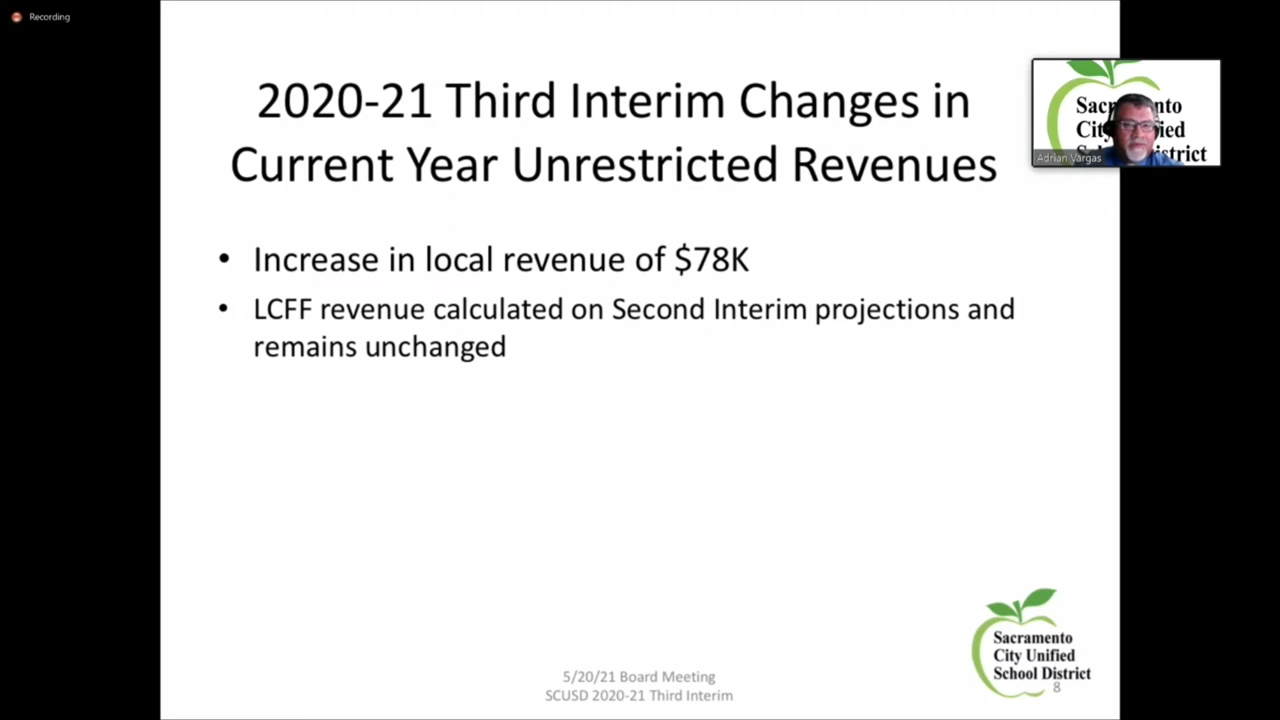 Recording
2020-21 Third Interim Changes in
Current Year Unrestricted Revenues
Sacramento
City Unified
School District
Adrian Vargas
• Increase in local revenue of $78K
• LCFF revenue calculated on Second Interim projections and
remains unchanged
Sacramento
City Unified
School District
5/20/21 Board Meeting
SCUSD 2020-21 Third Interim
8